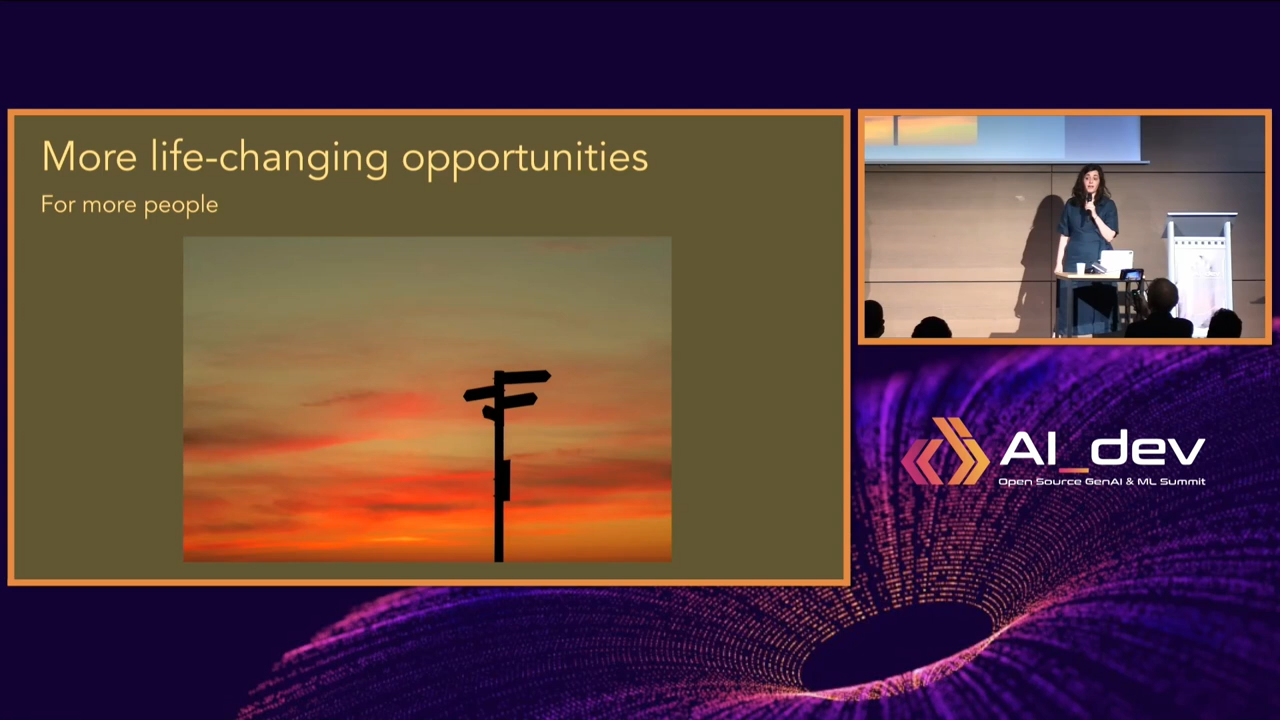 More life-changing opportunities
For more people
AI_dev
Open Source GenAI & ML Summit